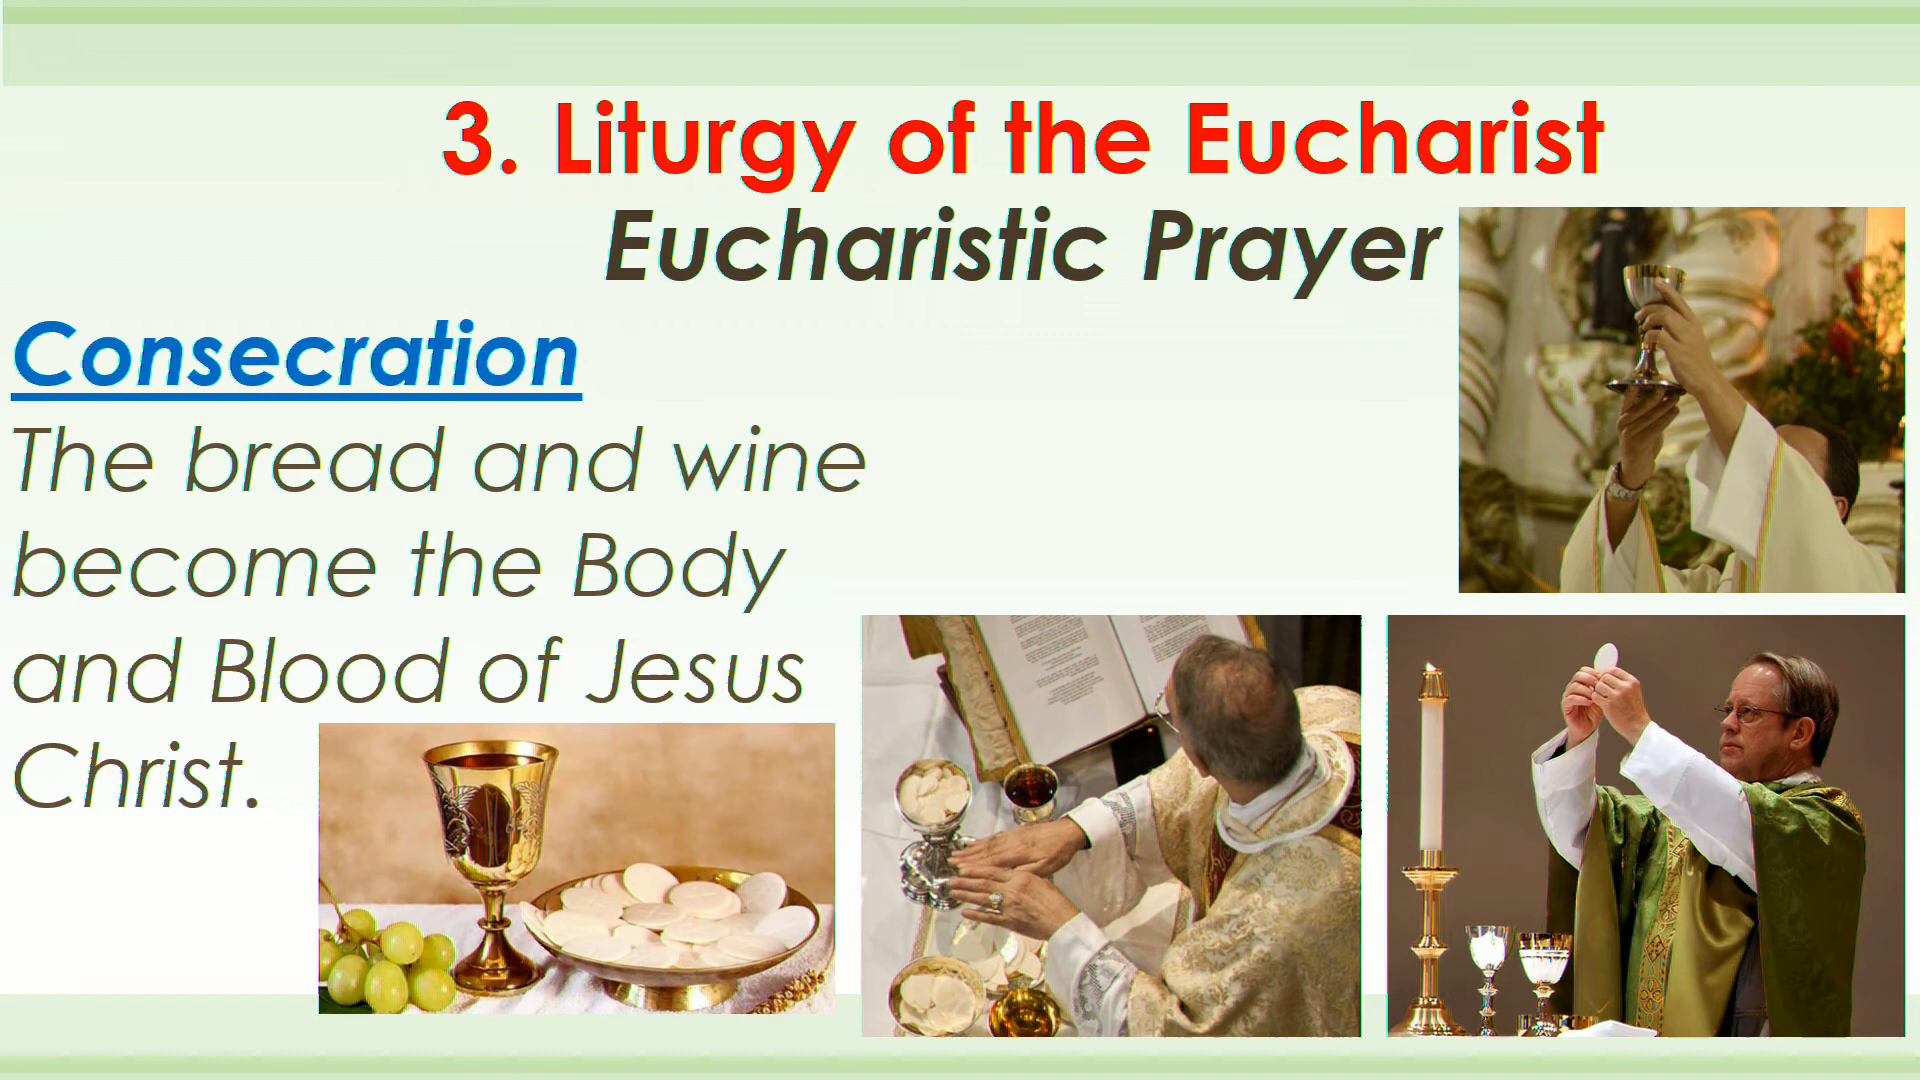 3. Liturgy of the Eucharist
Eucharistic Prayer
Consecration
The bread and wine
become the Body
and Blood of Jesus
Christ.